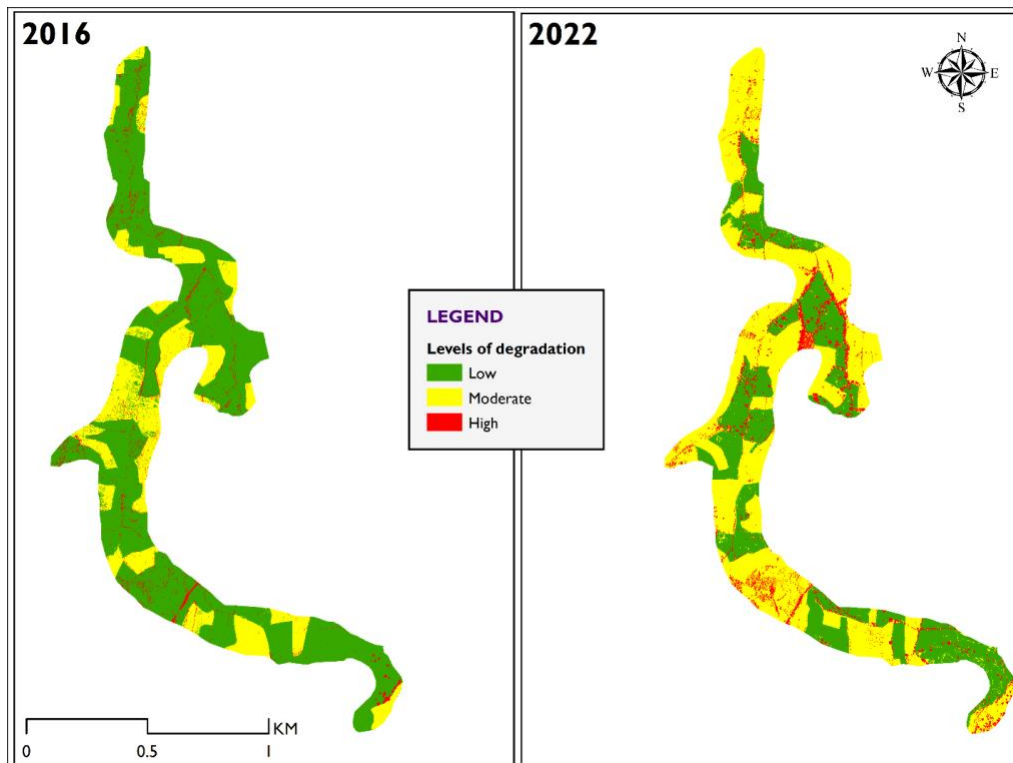 2016
2022
N
W E
S
LEGEND
Levels of degradation
Low
Moderate
High
KM
0 0.5 1